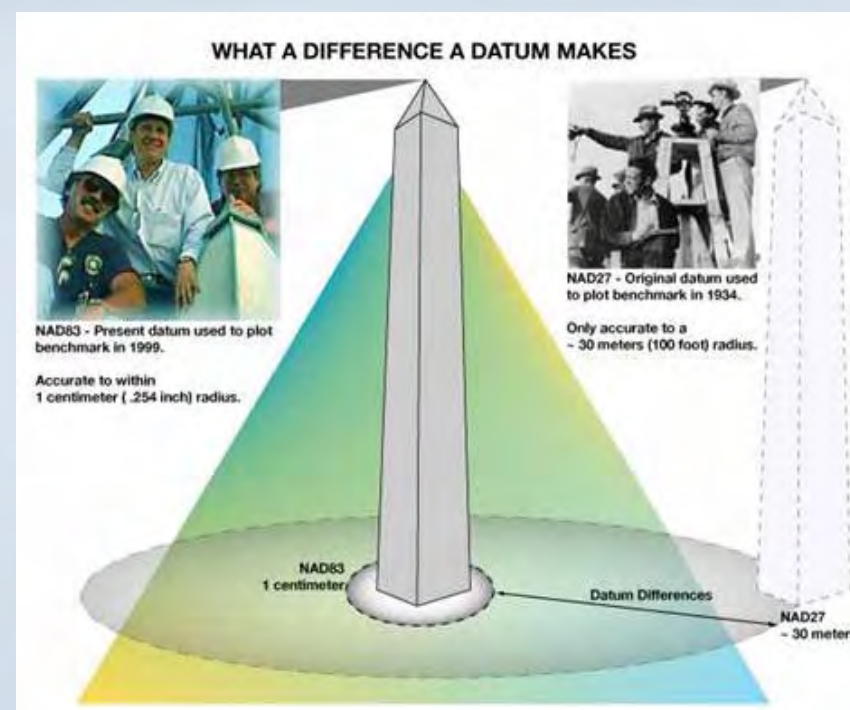 WHAT A DIFFERENCE A DATUM MAKES
NAD83 - Present datum used to plot
benchmark in 1999.
Accurate to within
1 centimeter ( .254 inch) radius.
NAD27 - Original datum used
to plot benchmark in 1934.
Only accurate to a
~ 30 meters (100 foot) radius.
NAD83
1 centimeter
Datum Differences
NAD27
~ 30 meter